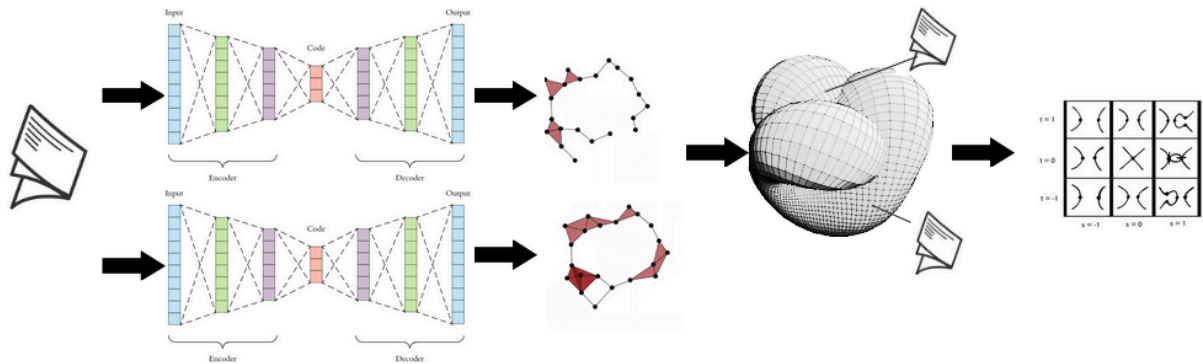 Input
Output
Code
Encoder
Decoder
Input
Output
Code
Encoder
Decoder
t = 1
t = 0
t = -1
s = -1
s = 0
s = 1